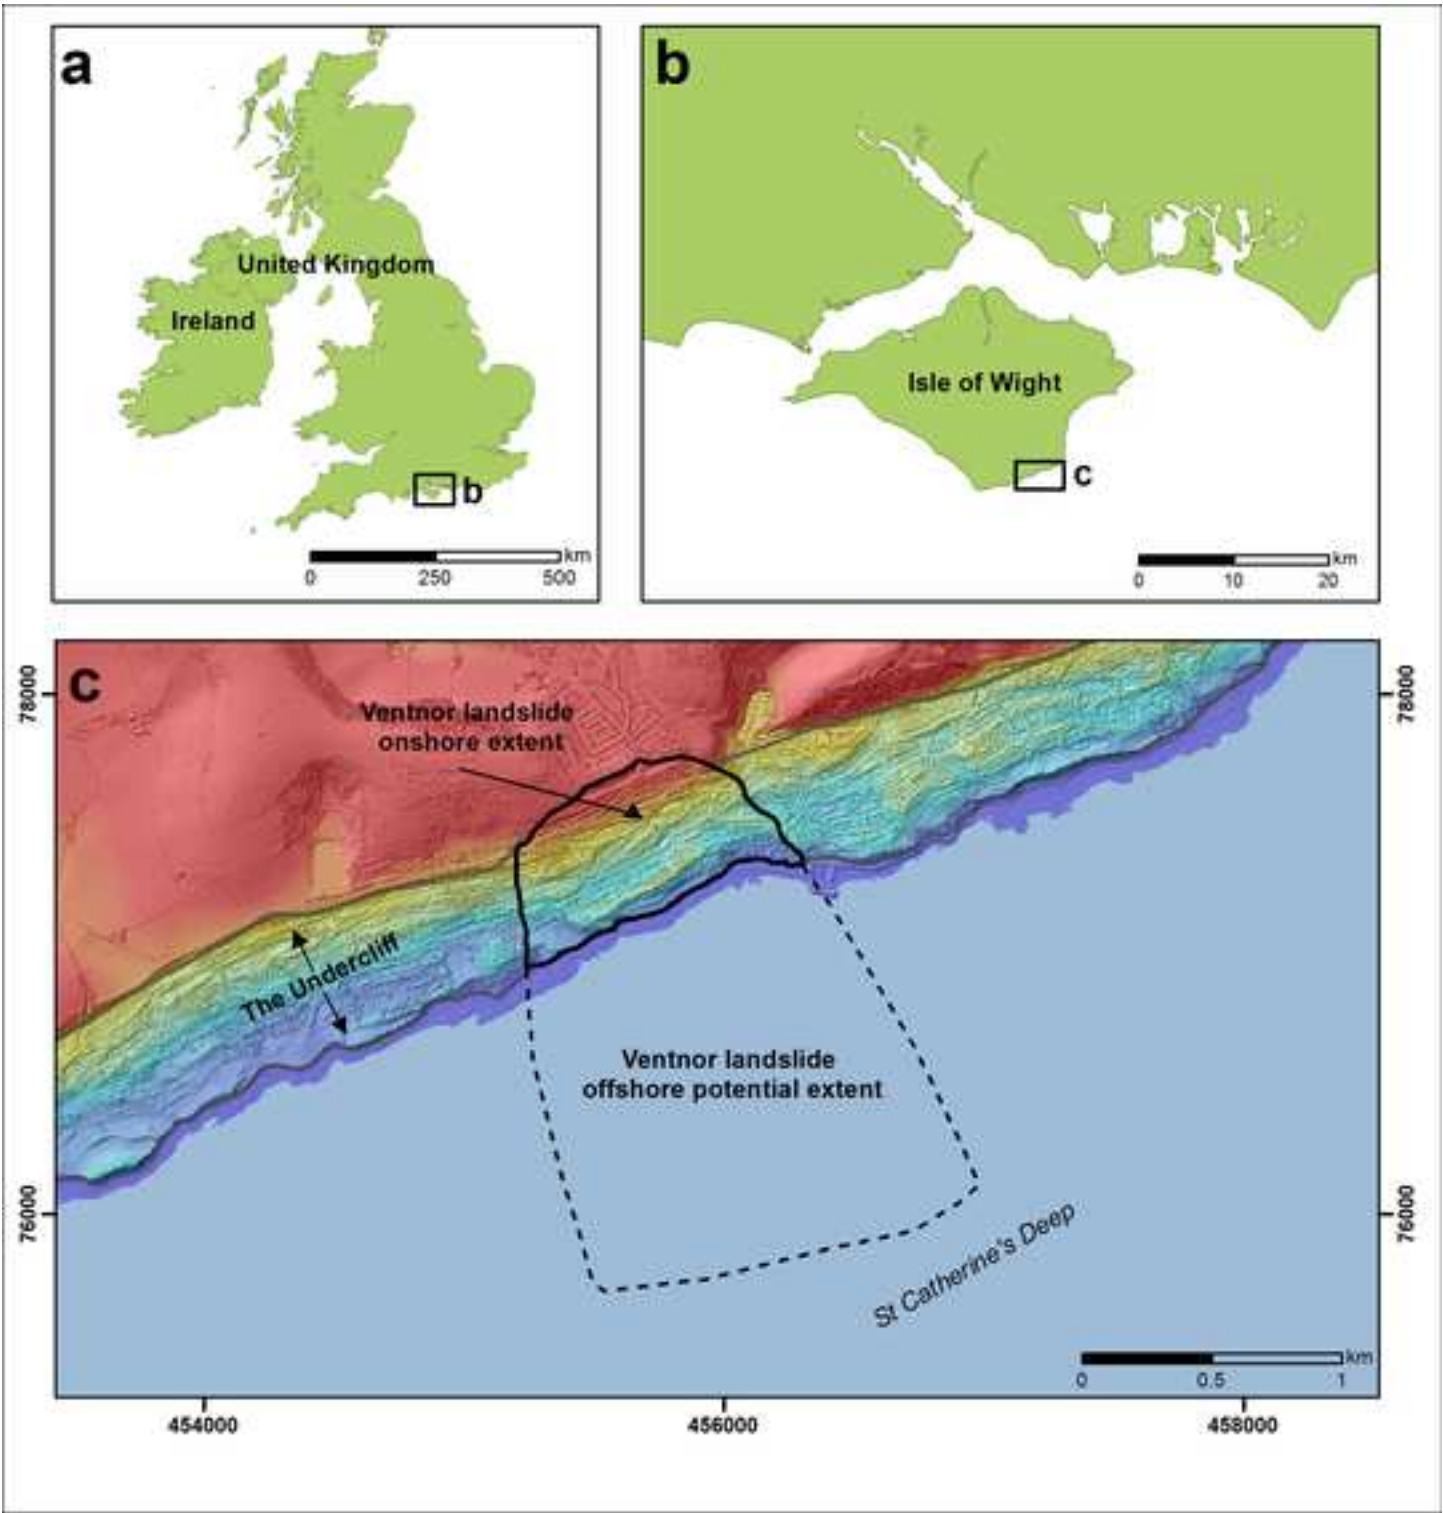 a
United Kingdom
Ireland
b
km
0 250 500
b
Isle of Wight
c
km
0 10 20
c
Ventnor landslide
onshore extent
The Undercliff
Ventnor landslide
offshore potential extent
St Catherine's Deep
km
0 0.5 1
78000
76000
78000
76000
454000 456000 458000